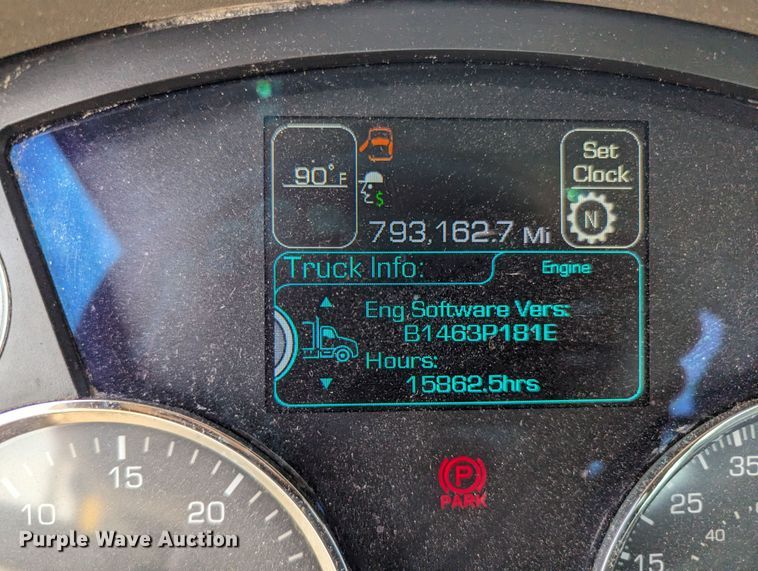 90° F
Set
Clock
N
$
793,162.7 Mi
Truck Info:
Engine
Eng Software Vers:
B1463P181E
Hours:
15862.5hrs
P
PARK
10
15
20
15
25
35
40
Purple Wave Auction